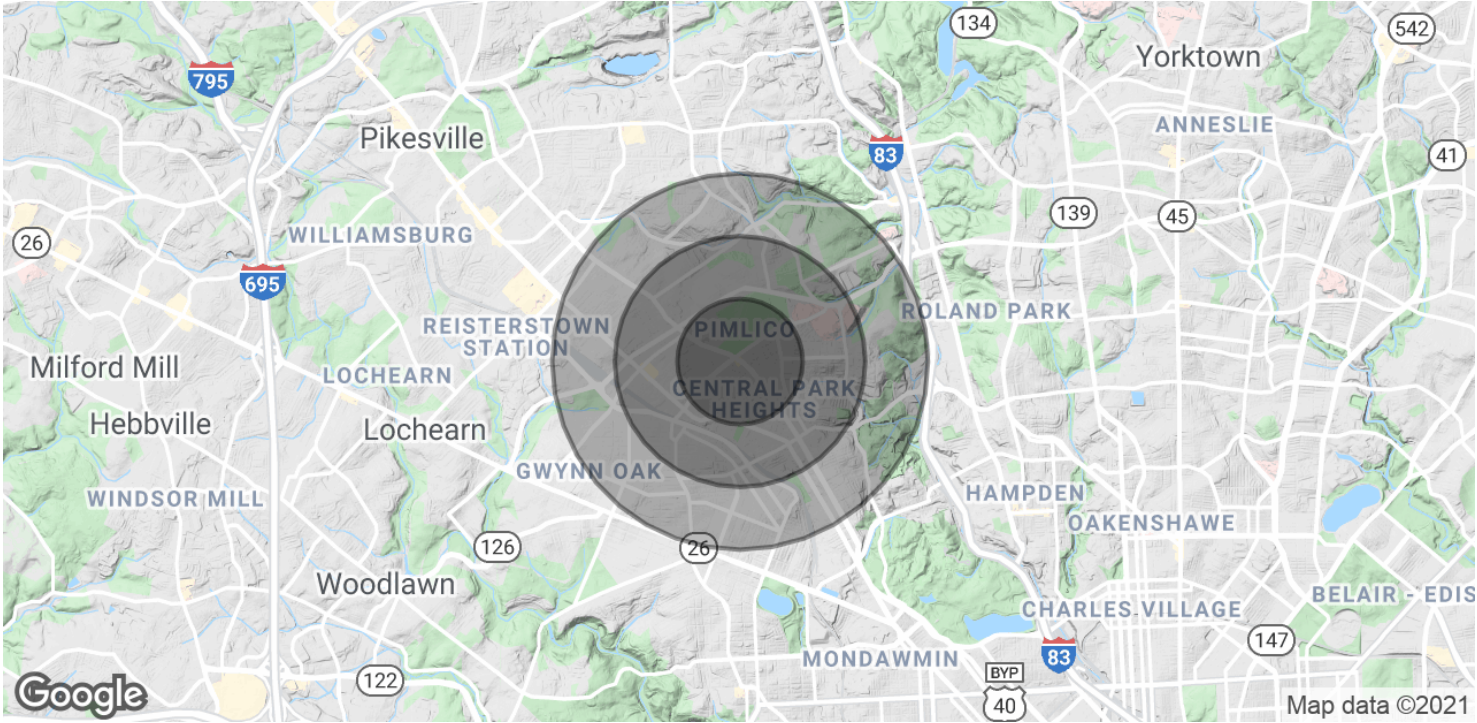 134
542
Yorktown
795
ANNESLIE
Pikesville
83
41
139
45
WILLIAMSBURG
26
695
ROLAND PARK
REISTERSTOWN
STATION
PIMLICO
Milford Mill
LOCHEARN
CENTRAL PARK
HEIGHTS
Hebbville
Lochearn
GWYNN OAK
WINDSOR MILL
HAMPDEN
OAKENSHAWE
126
26
Woodlawn
BELAIR - EDIS
CHARLES VILLAGE
147
MONDAWMIN
83
BYP
40
122
Google
Map data ©2021